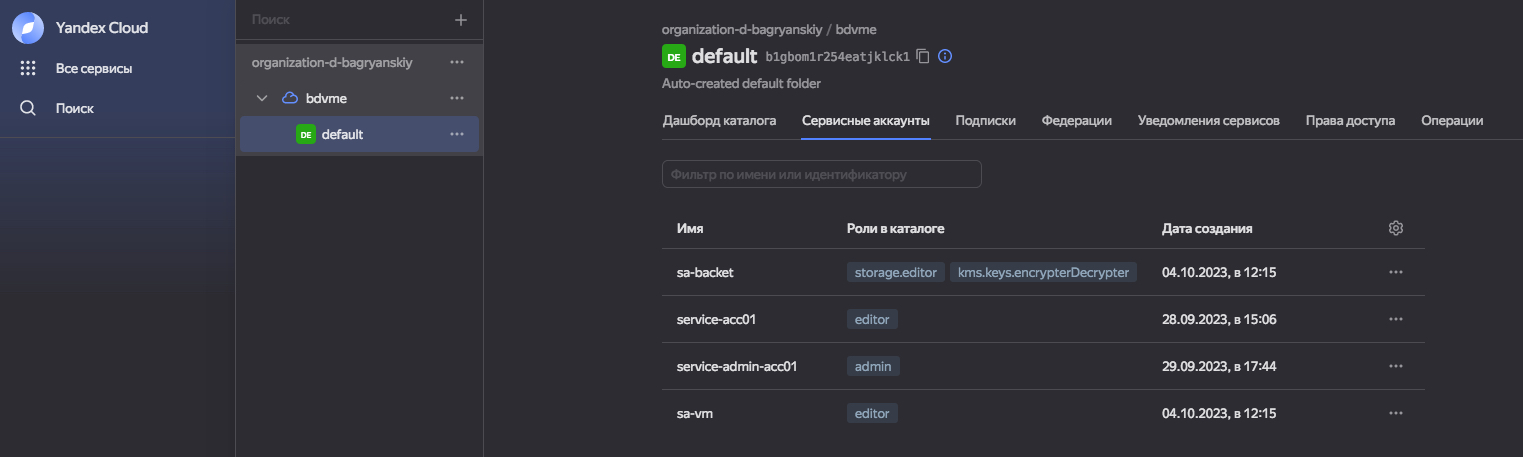 Yandex Cloud
Все сервисы
Поиск
Поиск
organization-d-bagryanskiy
bdvme
DE default
organization-d-bagryanskiy / bdvme
DE default b1gbom1r254eatjklck1
Auto-created default folder
Дашборд каталога Сервисные аккаунты Подписки Федерации Уведомления сервисов Права доступа Операции
Фильтр по имени или идентификатору
Имя Роли в каталоге Дата создания
sa-backet storage.editor kms.keys.encrypterDecrypter 04.10.2023, в 12:15
service-acc01 editor 28.09.2023, в 15:06
service-admin-acc01 admin 29.09.2023, в 17:44
sa-vm editor 04.10.2023, в 12:15